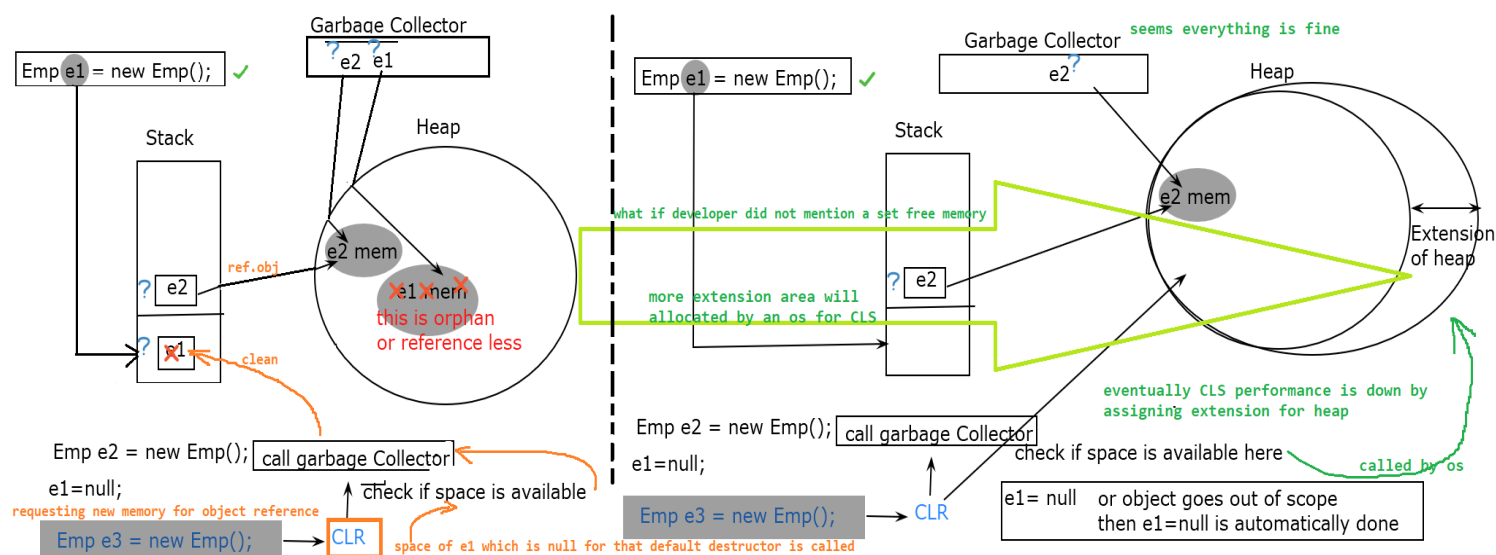 Garbage Collector
? ?
e2 e1
Emp e1 = new Emp();
Heap
Stack
e2 mem
ref.obj
? e2
e1 mem
this is orphan
or reference less
? e1
clean
Emp e2 = new Emp();
call garbage Collector
e1=null;
check if space is available
requesting new memory for object reference
Emp e3 = new Emp();
CLR
space of e1 which is null for that default destructor is called
seems everything is fine
Garbage Collector
e2 ?
Heap
Emp e1 = new Emp();
Stack
e2 mem
what if developer did not mention a set free memory
Extension
of heap
? e2
more extension area will
allocated by an os for CLS
eventually CLS performance is down by
assigning extension for heap
Emp e2 = new Emp();
call garbage Collector
check if space is available here
called by os
e1=null;
e1= null or object goes out of scope
then e1=null is automatically done
Emp e3 = new Emp();
CLR